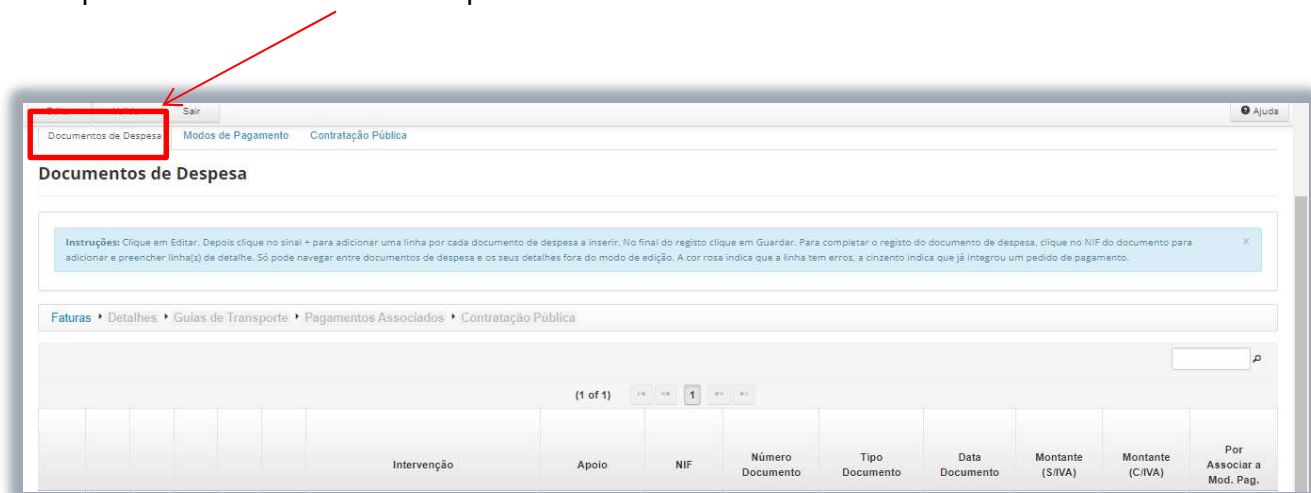 Sair
Ajuda
Documentos de Despesa Modos de Pagamento Contratação Pública
Documentos de Despesa
Instruções: Clique em Editar. Depois clique no sinal + para adicionar uma linha por cada documento de despesa a inserir. No final do registo clique em Guardar. Para completar o registo do documento de despesa, clique no NIF do documento para
adicionar e preencher linha(s) de detalhe. Só pode navegar entre documentos de despesa e os seus detalhes fora do modo de edição. A cor rosa indica que a linha tem erros, a cinzento indica que já integrou um pedido de pagamento.
Faturas Detalhes Guias de Transporte Pagamentos Associados Contratação Pública
(1 of 1) 1
Intervenção
Apoio
NIF
Número
Documento
Tipo
Documento
Data
Documento
Montante
(S/IVA)
Montante
(C/IVA)
Por
Associar a
Mod. Pag.